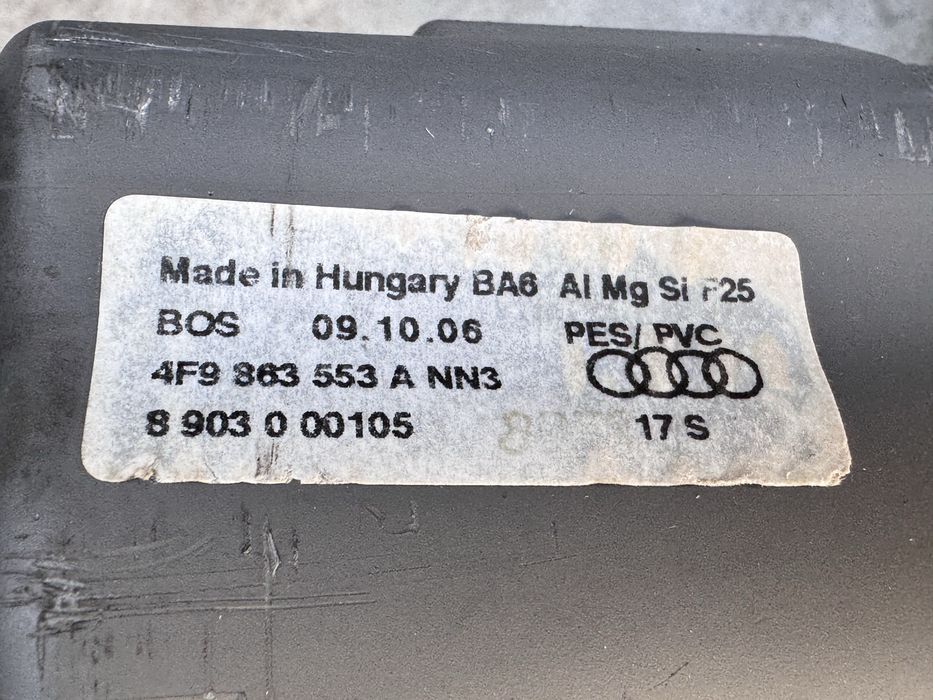 Made in Hungary BA6 Al Mg Si F25
BOS 09.10.06 PES/ PVC
4F9 863 553 A NN3
8 903 0 00105 17 S